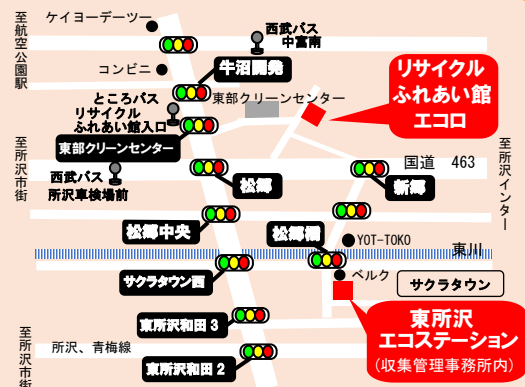 至航空公園駅
ケイヨーデーツー
西武バス
中富南
コンビニ
牛沼開発
リサイクル
ふれあい館
エコロ
ところバス
リサイクル
ふれあい館入口
東部クリーンセンター
東部クリーンセンター
至所沢市街
西武バス
所沢車検場前
松郷
国道 463
新郷
至所沢インター
松郷中央
松郷橋
YOT-TOKO
東川
サクラタウン西
ベルク
サクラタウン
東所沢和田3
東所沢
エコステーション
(収集管理事務所内)
至所沢市街
所沢、青梅線
東所沢和田2